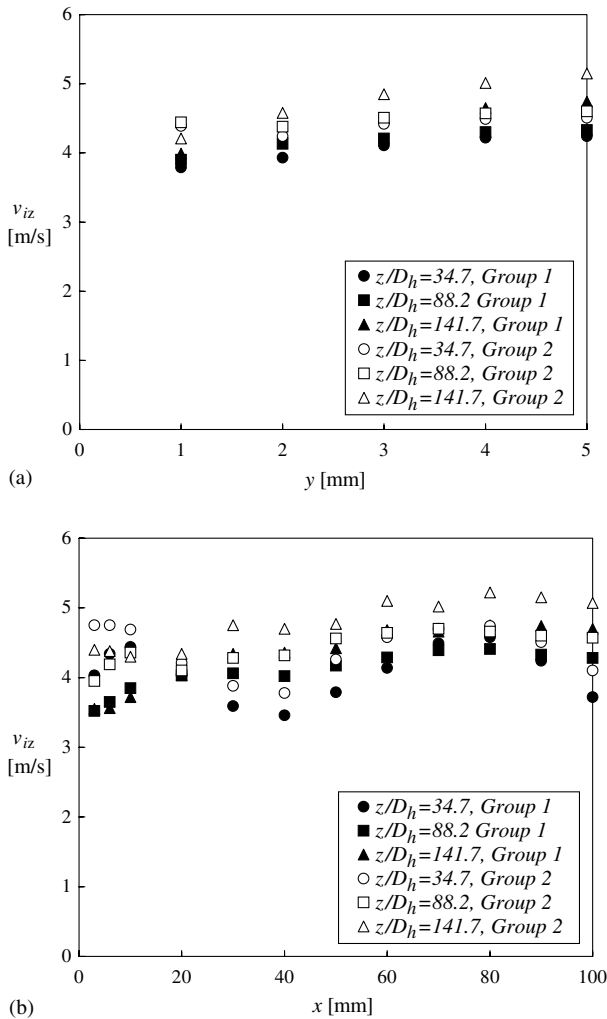 6
5
4
v_iz
[m/s]
3
2
z/D_h=34.7, Group 1
z/D_h=88.2 Group 1
z/D_h=141.7, Group 1
z/D_h=34.7, Group 2
z/D_h=88.2, Group 2
z/D_h=141.7, Group 2
1
0
0 1 2 3 4 5
(a)
y [mm]
6
5
4
v_iz
[m/s]
3
2
z/D_h=34.7, Group 1
z/D_h=88.2 Group 1
z/D_h=141.7, Group 1
z/D_h=34.7, Group 2
z/D_h=88.2, Group 2
z/D_h=141.7, Group 2
1
0
0 20 40 60 80 100
(b)
x [mm]